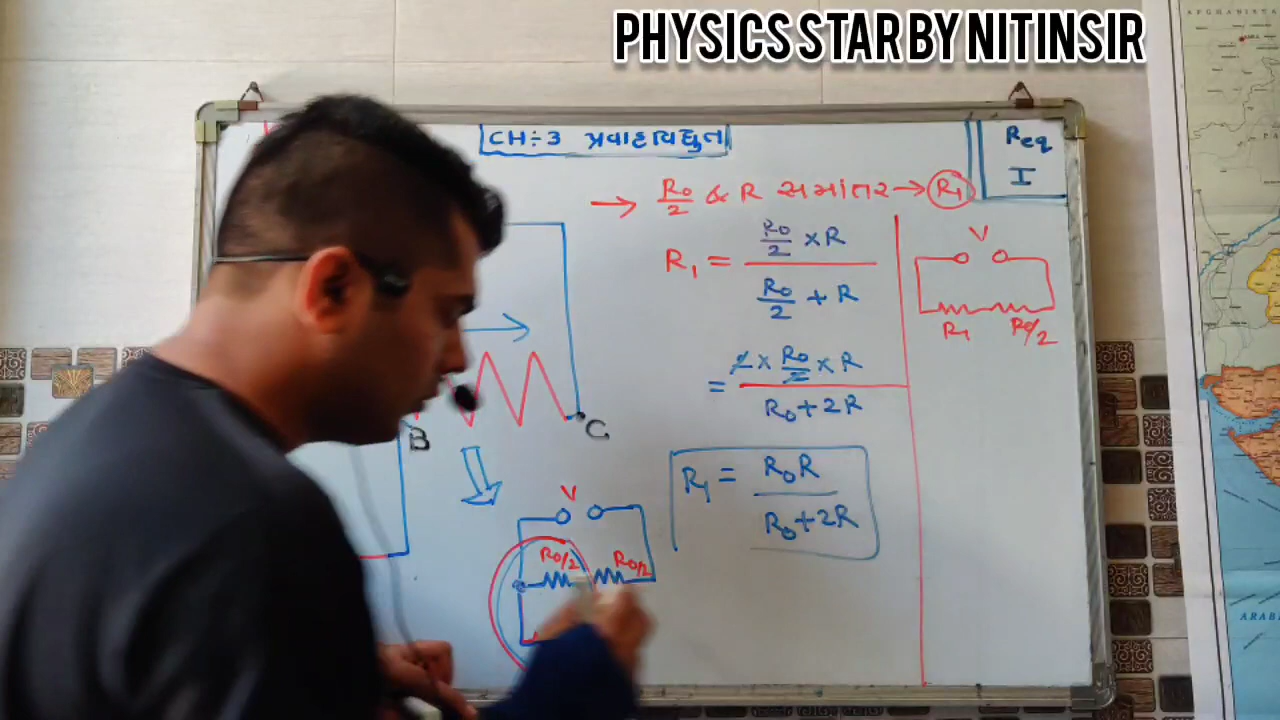 PHYSICS STAR BY NITINSIR
CH÷3 પ્રવાહવિદ્યુત
Req
I
→ R₀/2 & R સમાંતર → R₁
R₁ = (R₀/2 × R) / (R₀/2 + R)
= (2 × R₀/2 × R) / (R₀ + 2R)
R₁ = R₀R / (R₀ + 2R)
V
R₁ R₀/2
B
C
V
R₀/2 R₀/2
AFGHANISTAN